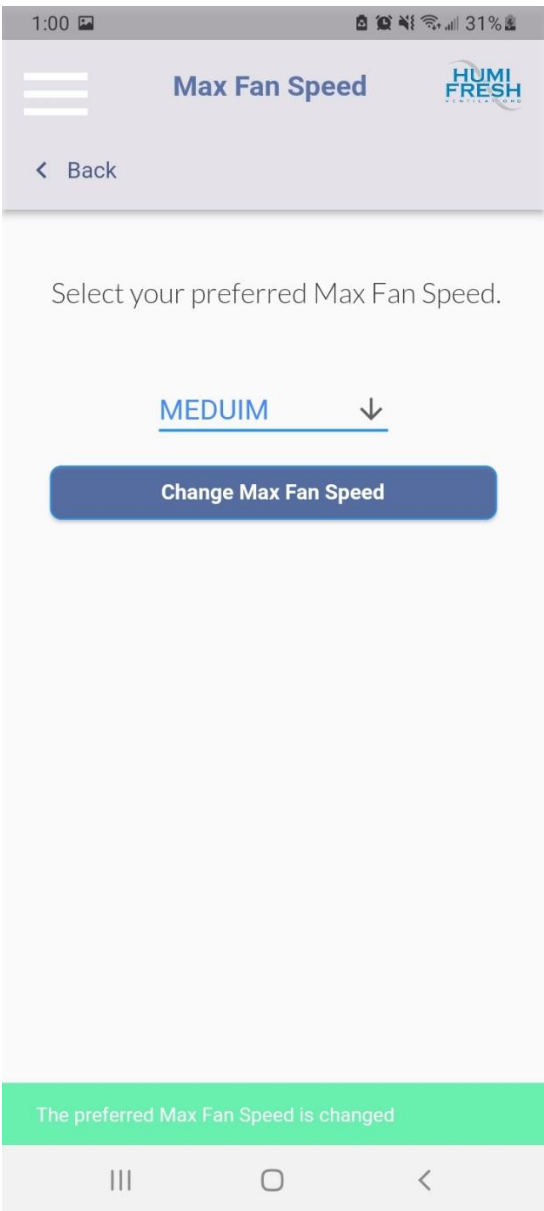 1:00 31%
Max Fan Speed
HUMI
FRESH
VENTILATIONS
Back
Select your preferred Max Fan Speed.
MEDUIM
Change Max Fan Speed
The preferred Max Fan Speed is changed